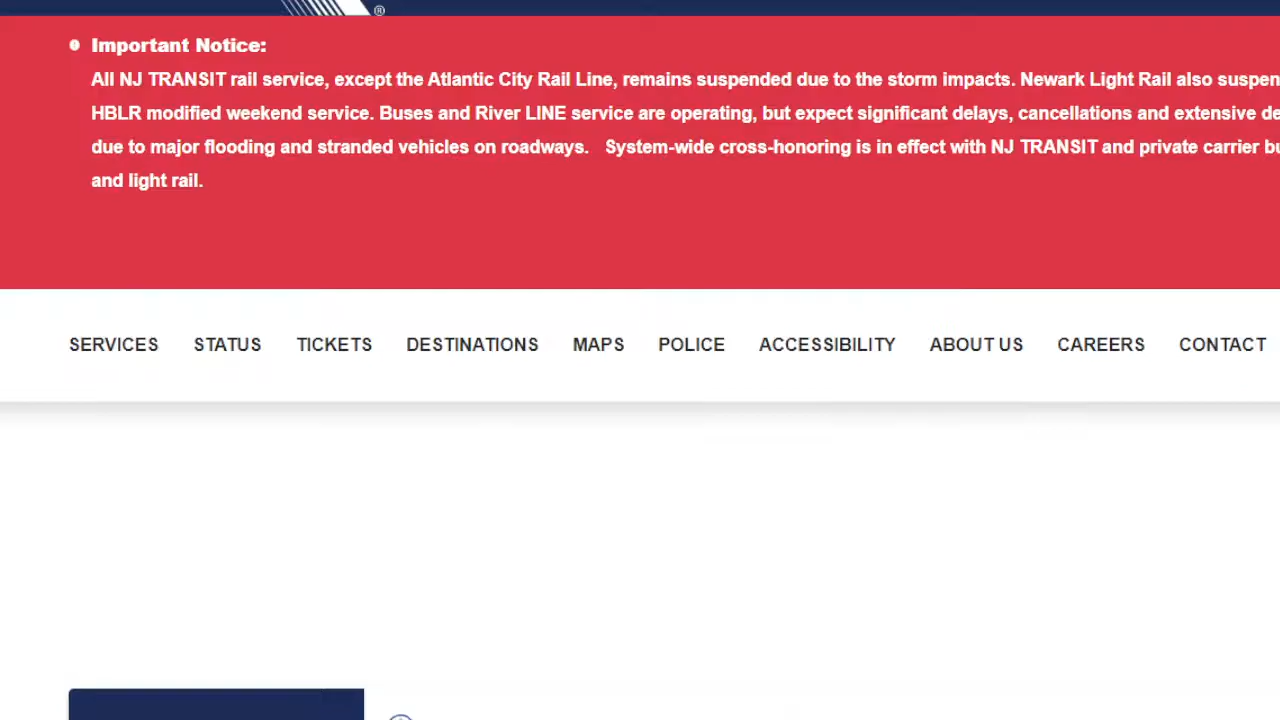 ®
Important Notice:
All NJ TRANSIT rail service, except the Atlantic City Rail Line, remains suspended due to the storm impacts. Newark Light Rail also
HBLR modified weekend service. Buses and River LINE service are operating, but expect significant delays, cancellations and extensive
due to major flooding and stranded vehicles on roadways. System-wide cross-honoring is in effect with NJ TRANSIT and private carrier
and light rail.
SERVICES STATUS TICKETS DESTINATIONS MAPS POLICE ACCESSIBILITY ABOUT US CAREERS CONTACT